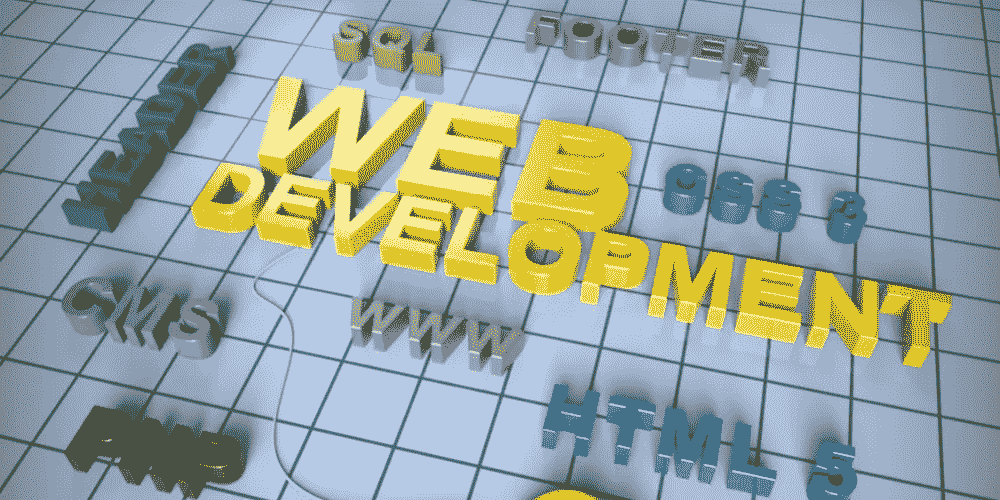 SQL
FOOTER
HEADER
WEB
DEVELOPMENT
CSS 3
CMS
WWW
HTML 5
PHP